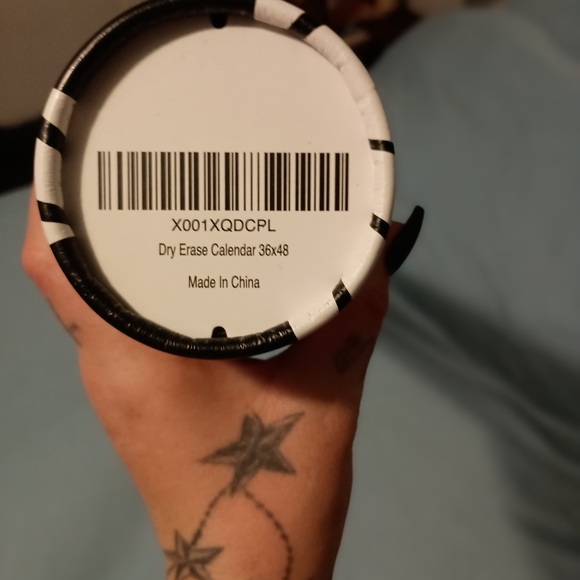 X001XQDCPL
Dry Erase Calendar 36x48
Made In China